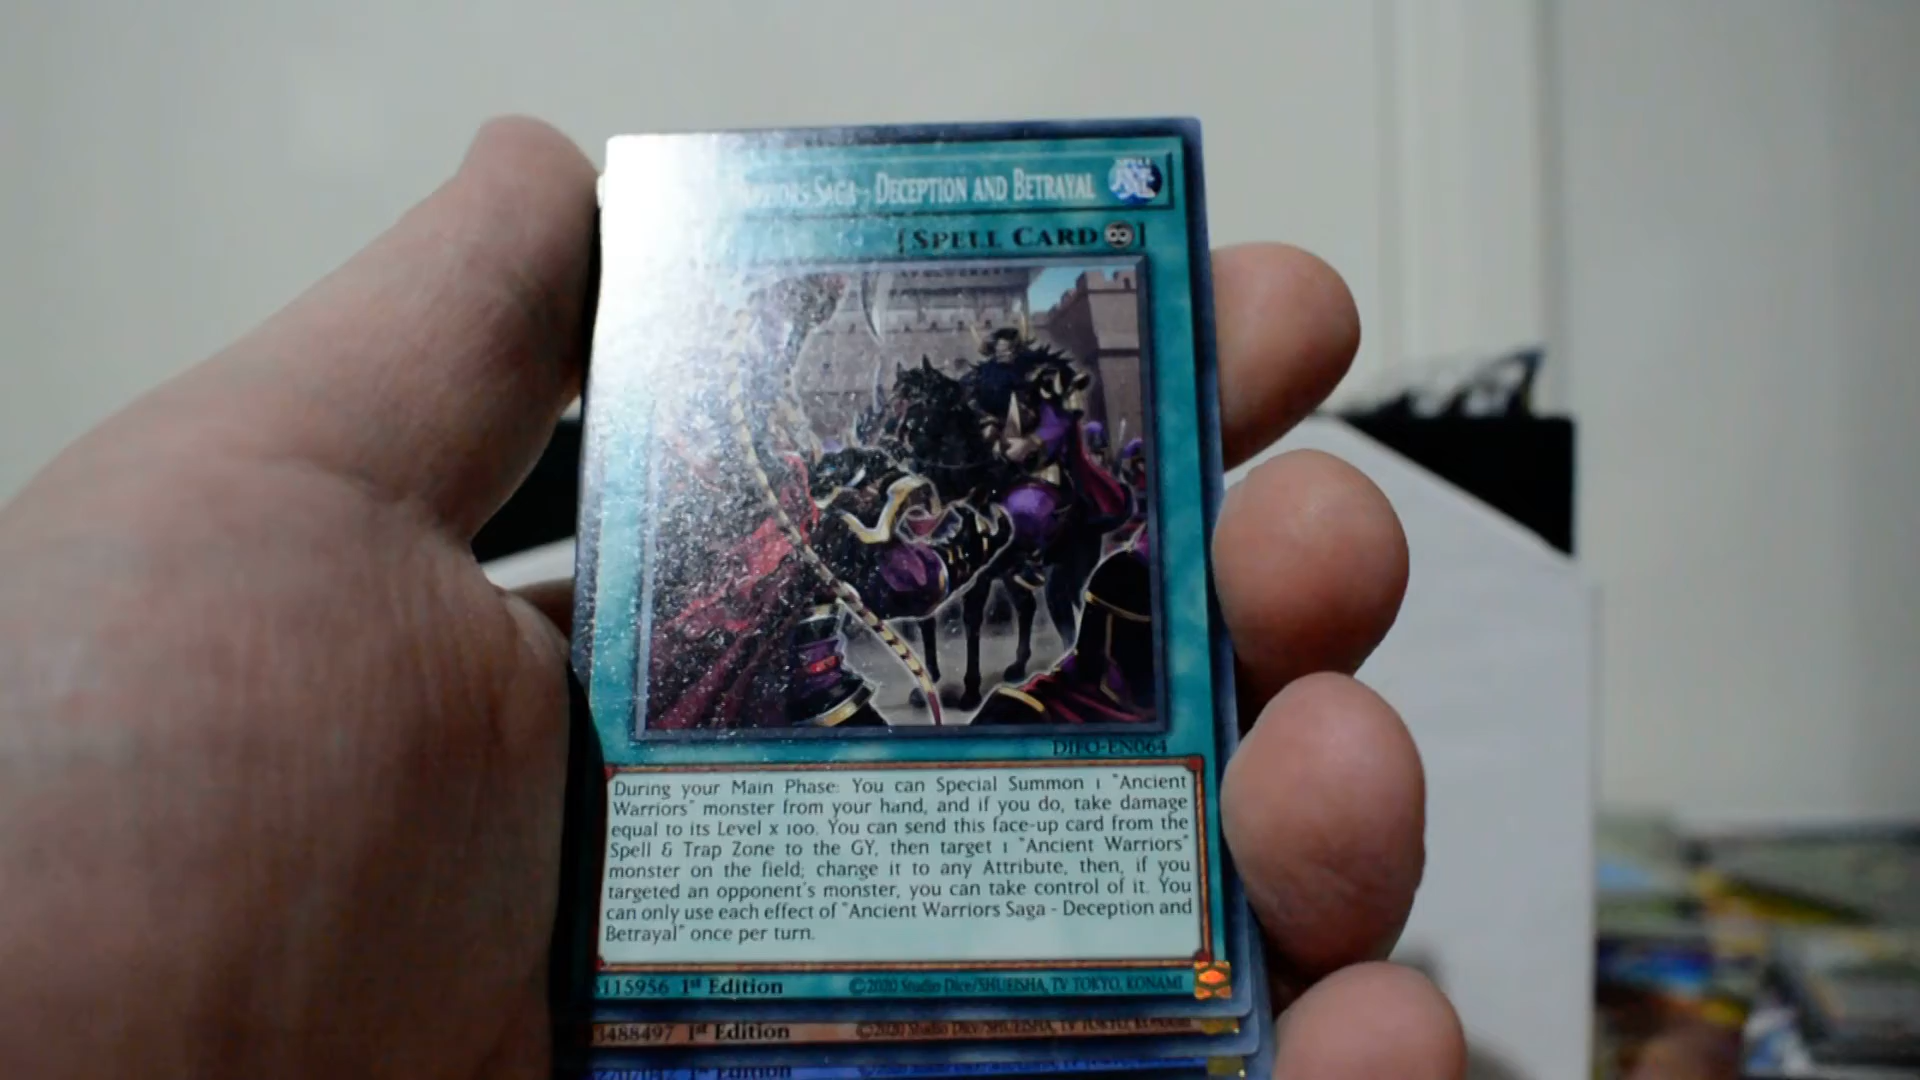 Warriors Saga - Deception and Betrayal
[Spell Card]
DIFO-EN064
During your Main Phase: You can Special Summon 1 "Ancient
Warriors" monster from your hand, and if you do, take damage
equal to its Level x 100. You can send this face-up card from the
Spell & Trap Zone to the GY, then target 1 "Ancient Warriors"
monster on the field; change it to any Attribute, then, if you
targeted an opponent's monster, you can take control of it. You
can only use each effect of "Ancient Warriors Saga - Deception and
Betrayal" once per turn.
115956 1st Edition ©2020 Studio Dice/SHUEISHA, TV TOKYO, KONAMI
3488497 1st Edition ©2020 Studio Dice/SHUEISHA, TV TOKYO, KONAMI
1st Edition